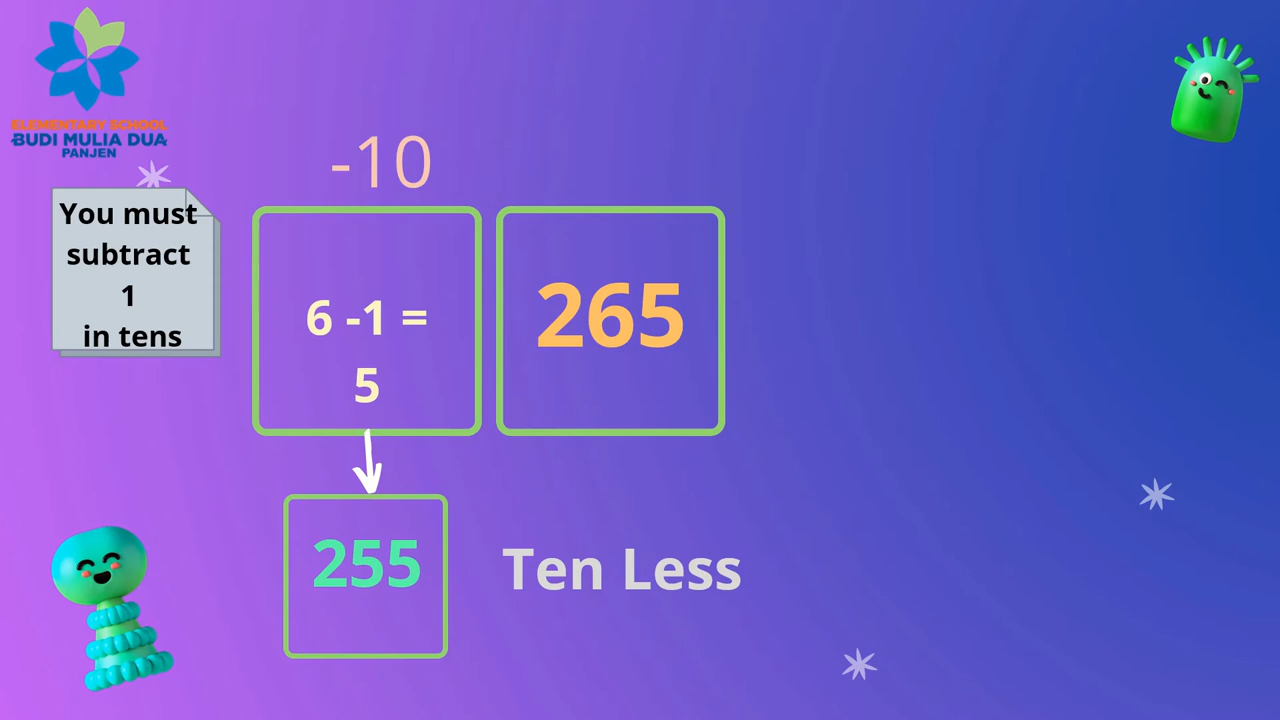 ELEMENTARY SCHOOL
BUDI MULIA DUA
PANJEN
-10
You must
subtract
1
in tens
6 -1 =
5
265
255
Ten Less